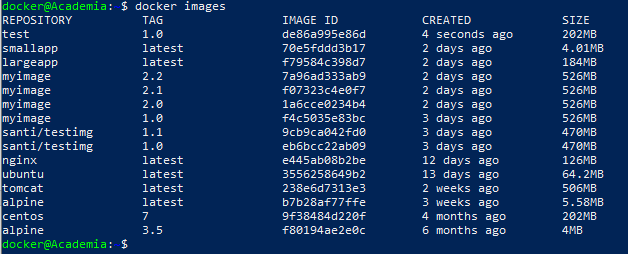 docker@Academia: $ docker images
REPOSITORY TAG IMAGE ID CREATED SIZE
test 1.0 de86a995e86d 4 seconds ago 202MB
smallapp latest 70e5fddd3b17 2 days ago 4.01MB
largeapp latest f79584c398d7 2 days ago 184MB
myimage 2.2 7a96ad333ab9 2 days ago 526MB
myimage 2.1 f07323c4e0f7 2 days ago 526MB
myimage 2.0 1a6cce0234b4 2 days ago 526MB
myimage 1.0 f4c5035e83bc 3 days ago 526MB
santi/testimg 1.1 9cb9ca042fd0 3 days ago 470MB
santi/testimg 1.0 eb6bcc22ab09 3 days ago 470MB
nginx latest e445ab08b2be 12 days ago 126MB
ubuntu latest 3556258649b2 13 days ago 64.2MB
tomcat latest 238e6d7313e3 2 weeks ago 506MB
alpine latest b7b28af77ffe 3 weeks ago 5.58MB
centos 7 9f38484d220f 4 months ago 202MB
alpine 3.5 f80194ae2e0c 6 months ago 4MB
docker@Academia: $